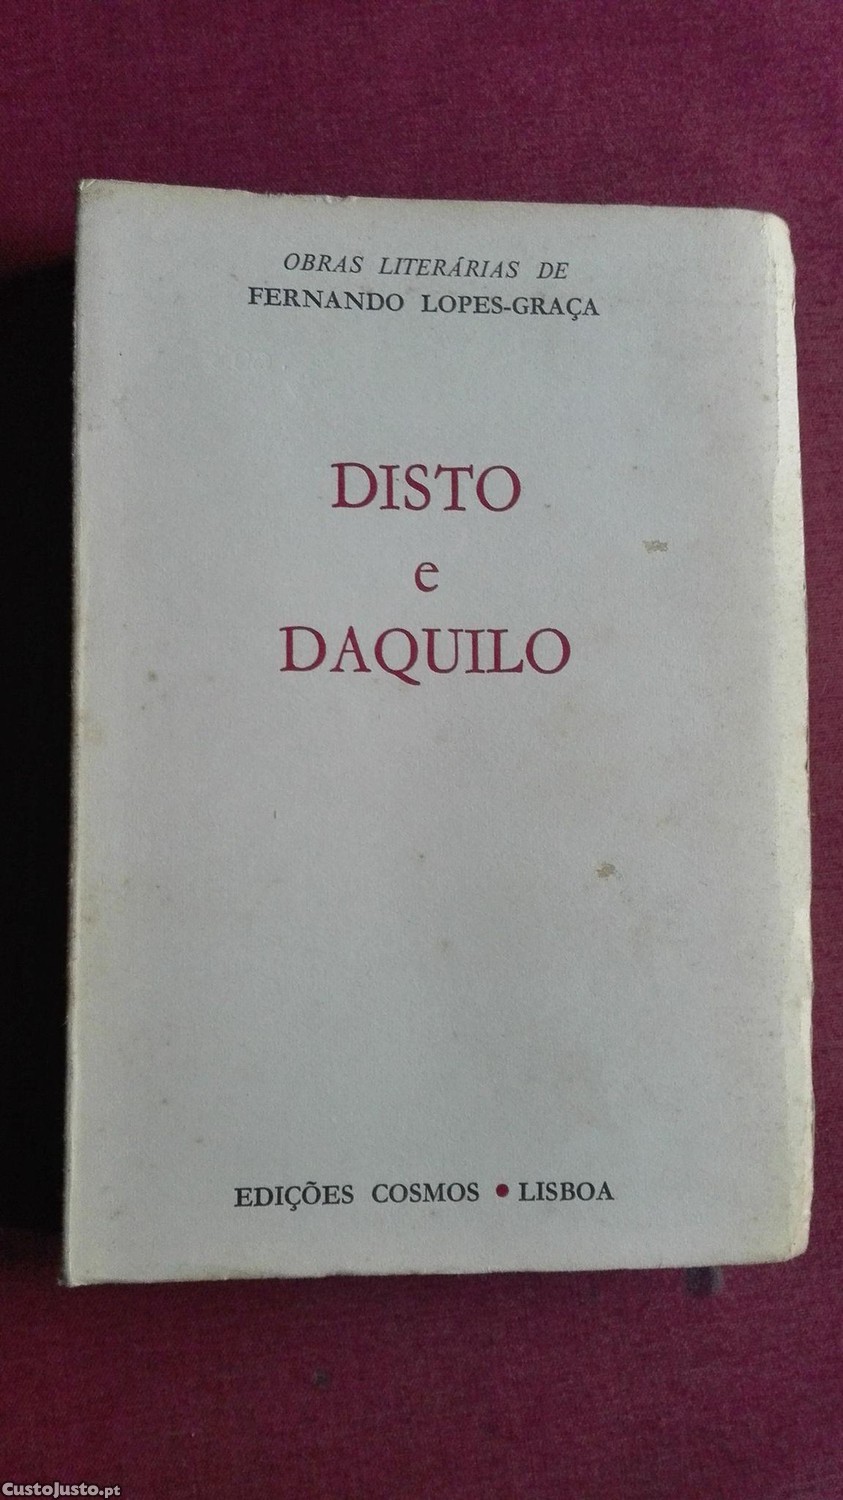 OBRAS LITERÁRIAS DE
FERNANDO LOPES-GRAÇA
DISTO
e
DAQUILO
EDIÇÕES COSMOS • LISBOA
CustoJusto.pt